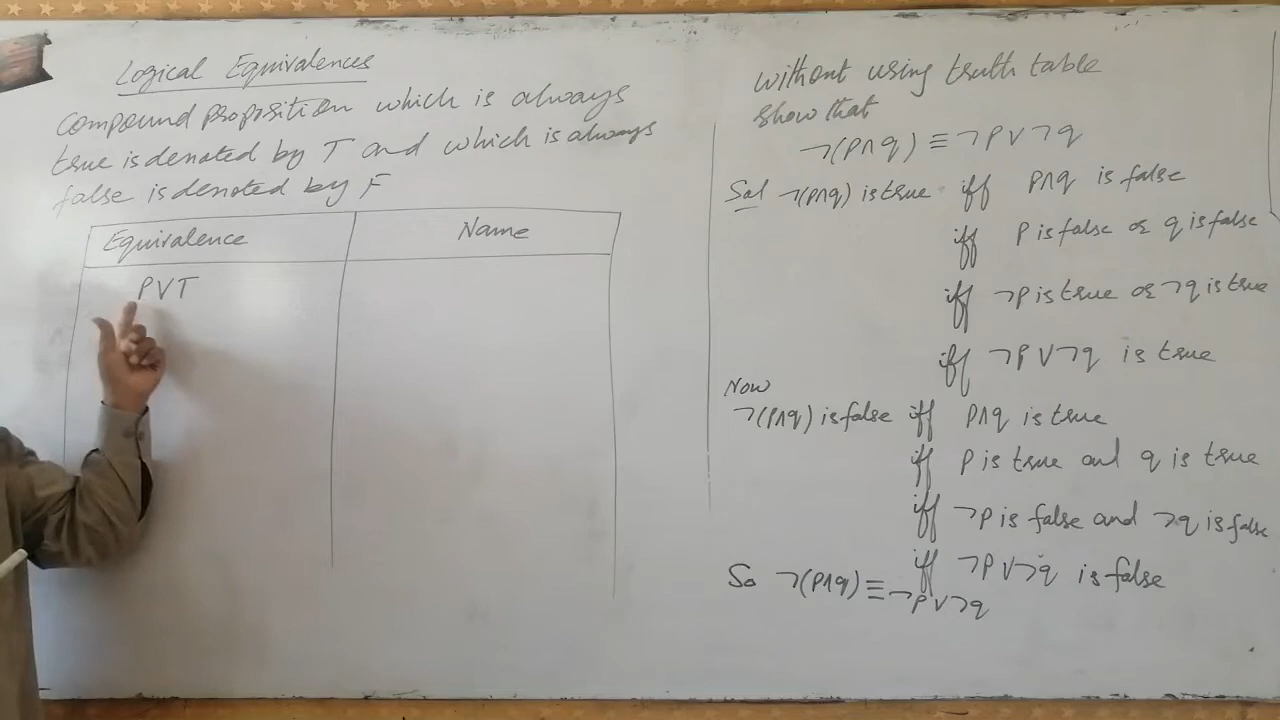 Logical Equivalences
Compound proposition which is always
true is denoted by T and which is always
false is denoted by F
Equivalence Name
P∨T
without using truth table
show that
¬(P∧q) ≡ ¬P∨¬q
Sol ¬(P∧q) is true iff P∧q is false
iff P is false or q is false
iff ¬P is true or ¬q is true
iff ¬P∨¬q is true
Now
¬(P∧q) is false iff P∧q is true
iff P is true and q is true
iff ¬P is false and ¬q is false
iff ¬P∨¬q is false
So ¬(P∧q) ≡ ¬P∨¬q